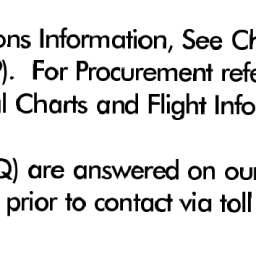 ons Information, See Ch
?). For Procurement refe
l Charts and Flight Info
Q) are answered on our
prior to contact via toll